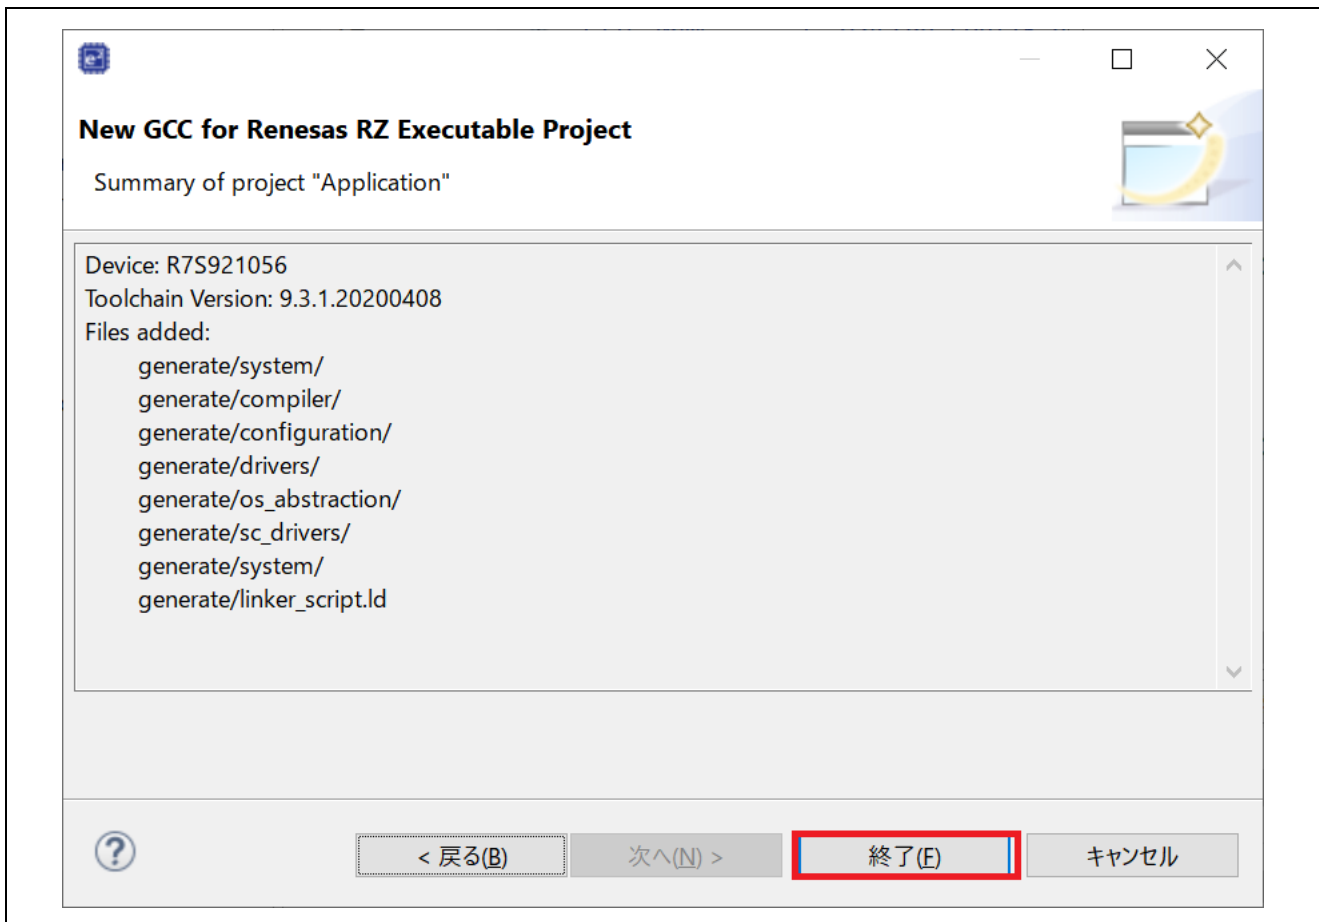 New GCC for Renesas RZ Executable Project
Summary of project "Application"
Device: R7S921056
Toolchain Version: 9.3.1.20200408
Files added:
generate/system/
generate/compiler/
generate/configuration/
generate/drivers/
generate/os_abstraction/
generate/sc_drivers/
generate/system/
generate/linker_script.ld
< 戻る(B) 次へ(N) > 終了(F) キャンセル